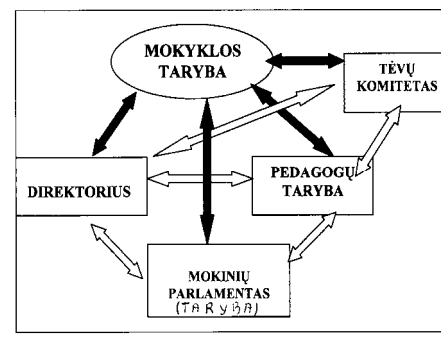 MOKYKLOS
TARYBA
TĖVŲ
KOMITETAS
DIREKTORIUS
PEDAGOGŲ
TARYBA
MOKINIŲ
PARLAMENTAS
(TARYBA)